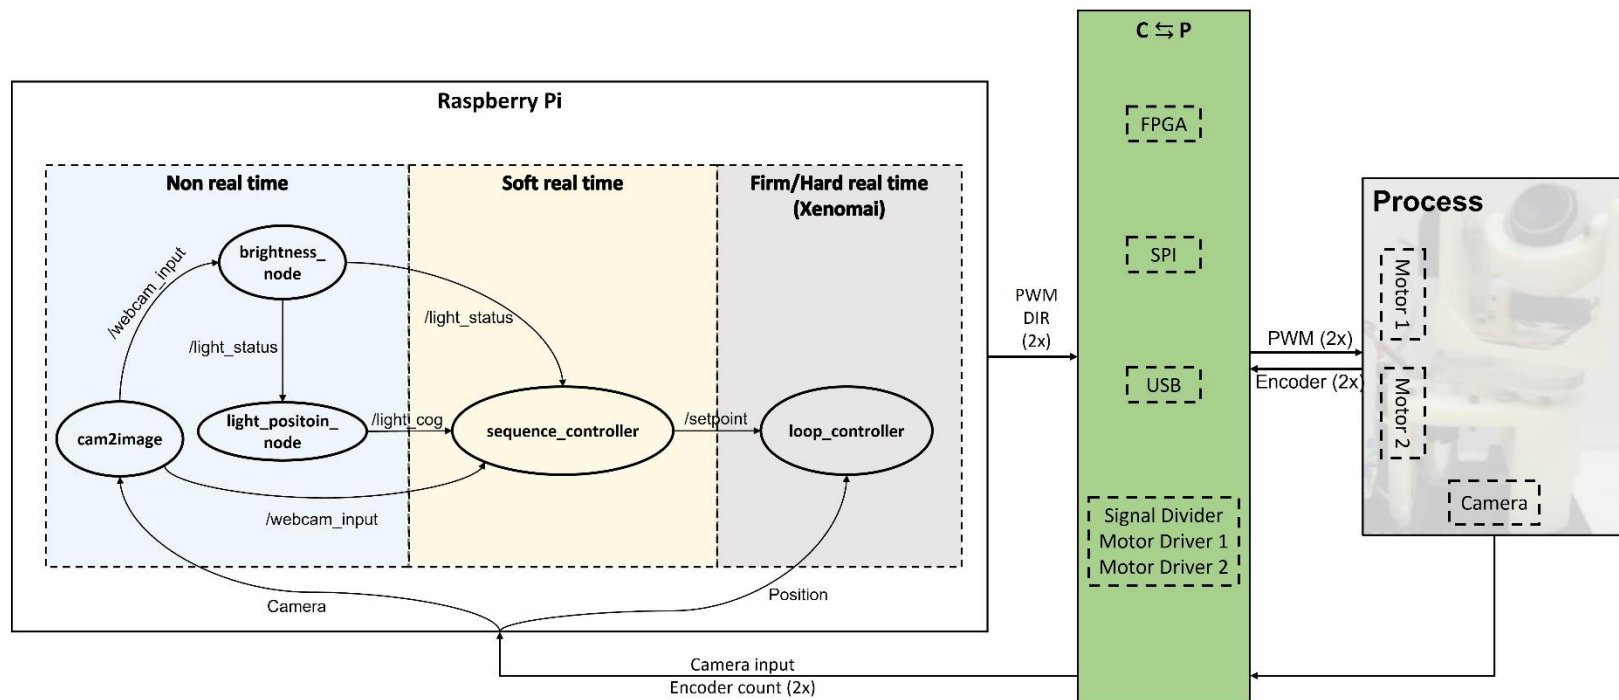 C ⇆ P
Raspberry Pi
FPGA
Non real time
Soft real time
Firm/Hard real time
(Xenomai)
Process
/webcam_input
brightness_
node
SPI
Motor 1
/light_status
/light_status
PWM
DIR
(2x)
PWM (2x)
Encoder (2x)
USB
Motor 2
cam2image
light_positoin_
node
/light_cog
sequence_controller
/setpoint
loop_controller
/webcam_input
Camera
Signal Divider
Motor Driver 1
Motor Driver 2
Camera
Position
Camera input
Encoder count (2x)